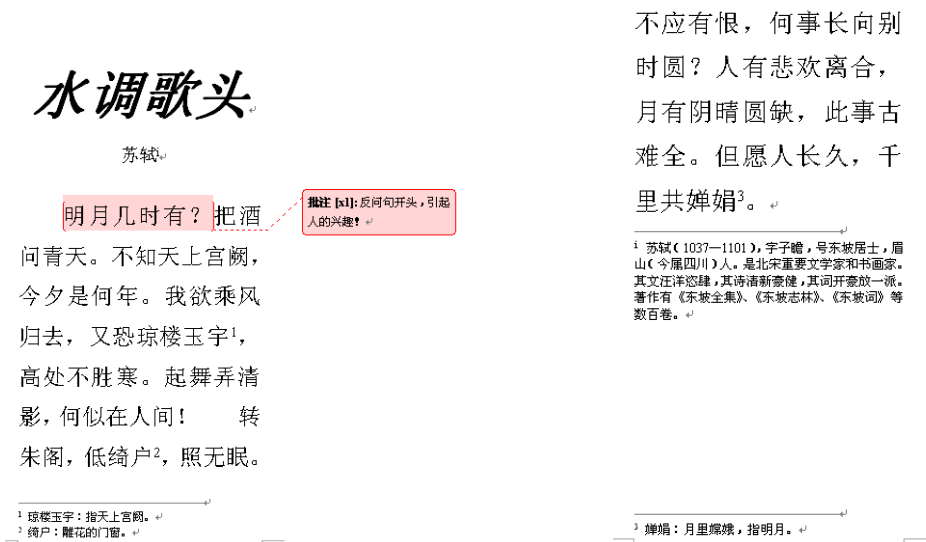 水调歌头
苏轼i
明月几时有？把酒
批注 [x1]: 反问句开头，引起
人的兴趣！
问青天。不知天上宫阙，
今夕是何年。我欲乘风
归去，又恐琼楼玉宇1，
高处不胜寒。起舞弄清
影，何似在人间！ 转
朱阁，低绮户2，照无眠。
1 琼楼玉宇：指天上宫阙。
2 绮户：雕花的门窗。
不应有恨，何事长向别
时圆？人有悲欢离合，
月有阴晴圆缺，此事古
难全。但愿人长久，千
里共婵娟3。
i 苏轼（1037—1101），字子瞻，号东坡居士，眉
山（今属四川）人。是北宋重要文学家和书画家。
其文汪洋恣肆，其诗清新豪健，其词开豪放一派。
著作有《东坡全集》、《东坡志林》、《东坡词》等
数百卷。
3 婵娟：月里嫦娥，指明月。